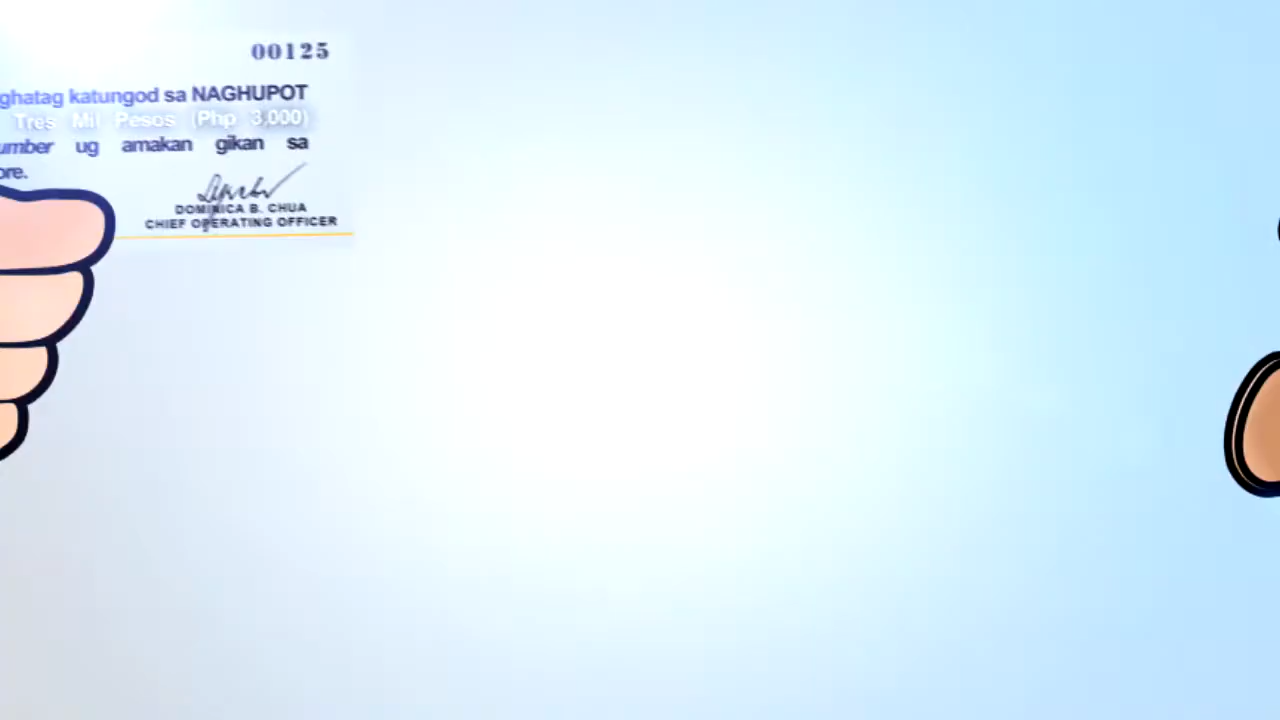 00125
ghatag katungod sa NAGHUPOT
Tres Mil Pesos (Php 3,000)
umber ug amakan gikan sa
ore.
DOMINICA B. CHUA
CHIEF OPERATING OFFICER